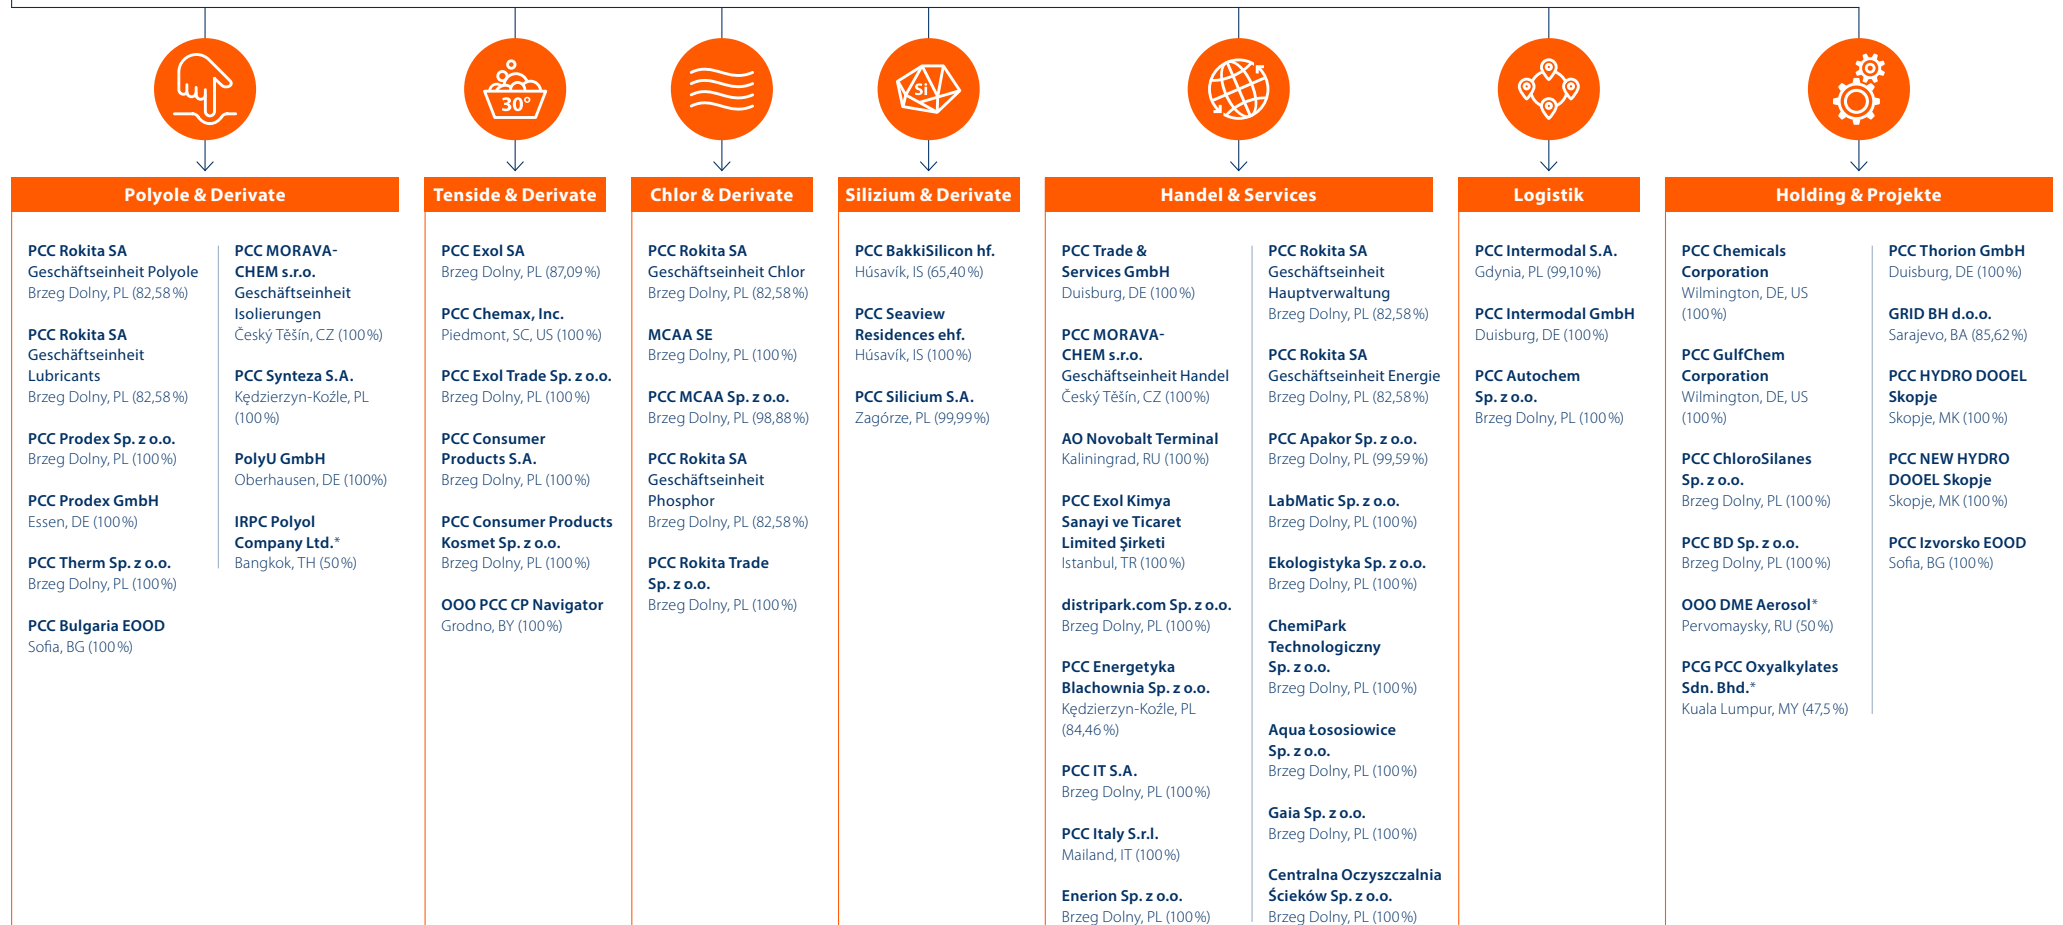 30°
Si
Polyole & Derivate
PCC Rokita SA
Geschäftseinheit Polyole
Brzeg Dolny, PL (82,58 %)
PCC Rokita SA
Geschäftseinheit
Lubricants
Brzeg Dolny, PL (82,58 %)
PCC Prodex Sp. z o.o.
Brzeg Dolny, PL (100 %)
PCC Prodex GmbH
Essen, DE (100 %)
PCC Therm Sp. z o.o.
Brzeg Dolny, PL (100 %)
PCC Bulgaria EOOD
Sofia, BG (100 %)
PCC MORAVA-
CHEM s.r.o.
Geschäftseinheit
Isolierungen
Český Těšín, CZ (100 %)
PCC Synteza S.A.
Kędzierzyn-Koźle, PL
(100 %)
PolyU GmbH
Oberhausen, DE (100%)
IRPC Polyol
Company Ltd.*
Bangkok, TH (50 %)
Tenside & Derivate
PCC Exol SA
Brzeg Dolny, PL (87,09 %)
PCC Chemax, Inc.
Piedmont, SC, US (100 %)
PCC Exol Trade Sp. z o.o.
Brzeg Dolny, PL (100 %)
PCC Consumer
Products S.A.
Brzeg Dolny, PL (100 %)
PCC Consumer Products
Kosmet Sp. z o.o.
Brzeg Dolny, PL (100 %)
OOO PCC CP Navigator
Grodno, BY (100 %)
Chlor & Derivate
PCC Rokita SA
Geschäftseinheit Chlor
Brzeg Dolny, PL (82,58 %)
MCAA SE
Brzeg Dolny, PL (100 %)
PCC MCAA Sp. z o.o.
Brzeg Dolny, PL (98,88 %)
PCC Rokita SA
Geschäftseinheit
Phosphor
Brzeg Dolny, PL (82,58 %)
PCC Rokita Trade
Sp. z o.o.
Brzeg Dolny, PL (100 %)
Silizium & Derivate
PCC BakkiSilicon hf.
Húsavík, IS (65,40 %)
PCC Seaview
Residences ehf.
Húsavík, IS (100 %)
PCC Silicium S.A.
Zagórze, PL (99,99 %)
Handel & Services
PCC Trade &
Services GmbH
Duisburg, DE (100 %)
PCC MORAVA-
CHEM s.r.o.
Geschäftseinheit Handel
Český Těšín, CZ (100 %)
AO Novobalt Terminal
Kaliningrad, RU (100 %)
PCC Exol Kimya
Sanayi ve Ticaret
Limited Şirketi
Istanbul, TR (100 %)
distripark.com Sp. z o.o.
Brzeg Dolny, PL (100 %)
PCC Energetyka
Blachownia Sp. z o.o.
Kędzierzyn-Koźle, PL
(84,46 %)
PCC IT S.A.
Brzeg Dolny, PL (100 %)
PCC Italy S.r.l.
Mailand, IT (100 %)
Enerion Sp. z o.o.
Brzeg Dolny, PL (100 %)
PCC Rokita SA
Geschäftseinheit
Hauptverwaltung
Brzeg Dolny, PL (82,58 %)
PCC Rokita SA
Geschäftseinheit Energie
Brzeg Dolny, PL (82,58 %)
PCC Apakor Sp. z o.o.
Brzeg Dolny, PL (99,59 %)
LabMatic Sp. z o.o.
Brzeg Dolny, PL (100 %)
Ekologistyka Sp. z o.o.
Brzeg Dolny, PL (100 %)
ChemiPark
Technologiczny
Sp. z o.o.
Brzeg Dolny, PL (100 %)
Aqua Łososiowice
Sp. z o.o.
Brzeg Dolny, PL (100 %)
Gaia Sp. z o.o.
Brzeg Dolny, PL (100 %)
Centralna Oczyszczalnia
Ścieków Sp. z o.o.
Brzeg Dolny, PL (100 %)
Logistik
PCC Intermodal S.A.
Gdynia, PL (99,10 %)
PCC Intermodal GmbH
Duisburg, DE (100 %)
PCC Autochem
Sp. z o.o.
Brzeg Dolny, PL (100 %)
Holding & Projekte
PCC Chemicals
Corporation
Wilmington, DE, US
(100 %)
PCC GulfChem
Corporation
Wilmington, DE, US
(100 %)
PCC ChloroSilanes
Sp. z o.o.
Brzeg Dolny, PL (100 %)
PCC BD Sp. z o.o.
Brzeg Dolny, PL (100 %)
OOO DME Aerosol*
Pervomaysky, RU (50 %)
PCG PCC Oxyalkylates
Sdn. Bhd.*
Kuala Lumpur, MY (47,5 %)
PCC Thorion GmbH
Duisburg, DE (100 %)
GRID BH d.o.o.
Sarajevo, BA (85,62 %)
PCC HYDRO DOOEL
Skopje
Skopje, MK (100 %)
PCC NEW HYDRO
DOOEL Skopje
Skopje, MK (100 %)
PCC Izvorsko EOOD
Sofia, BG (100 %)